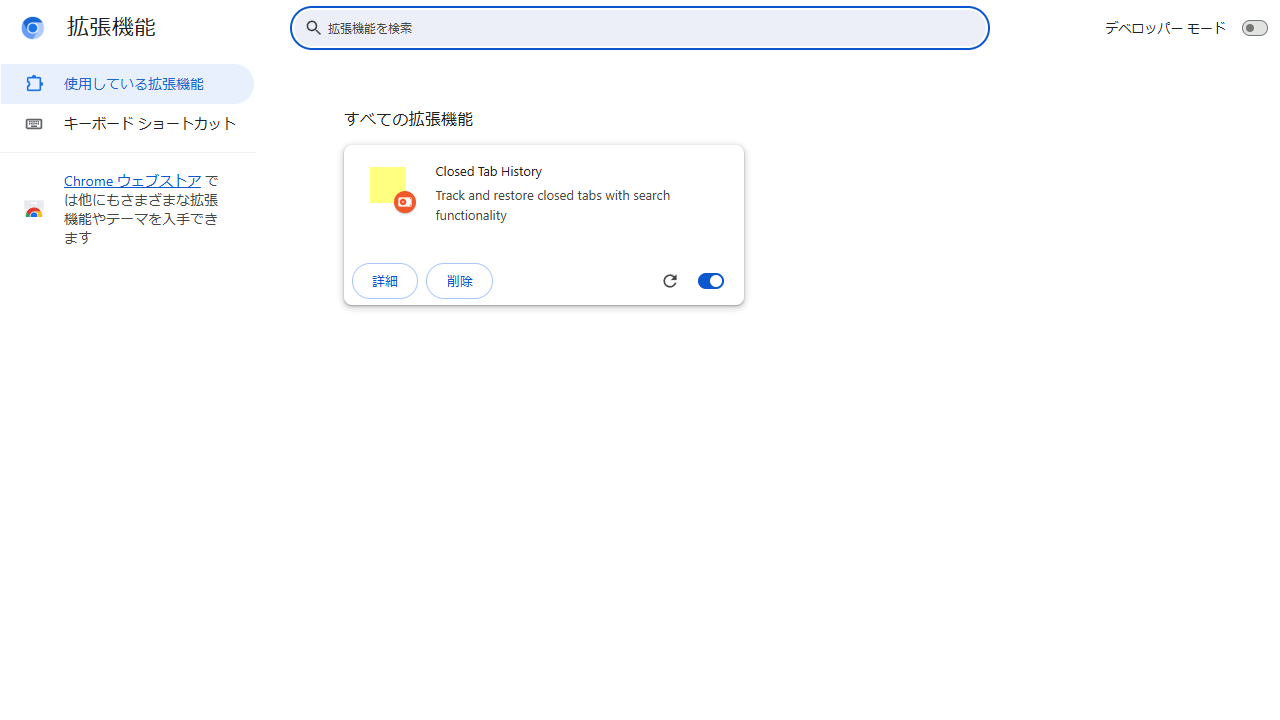 拡張機能
拡張機能を検索
デベロッパー モード
使用している拡張機能
キーボード ショートカット
Chrome ウェブストア で
は他にもさまざまな拡張
機能やテーマを入手でき
ます
すべての拡張機能
Closed Tab History
Track and restore closed tabs with search
functionality
詳細
削除